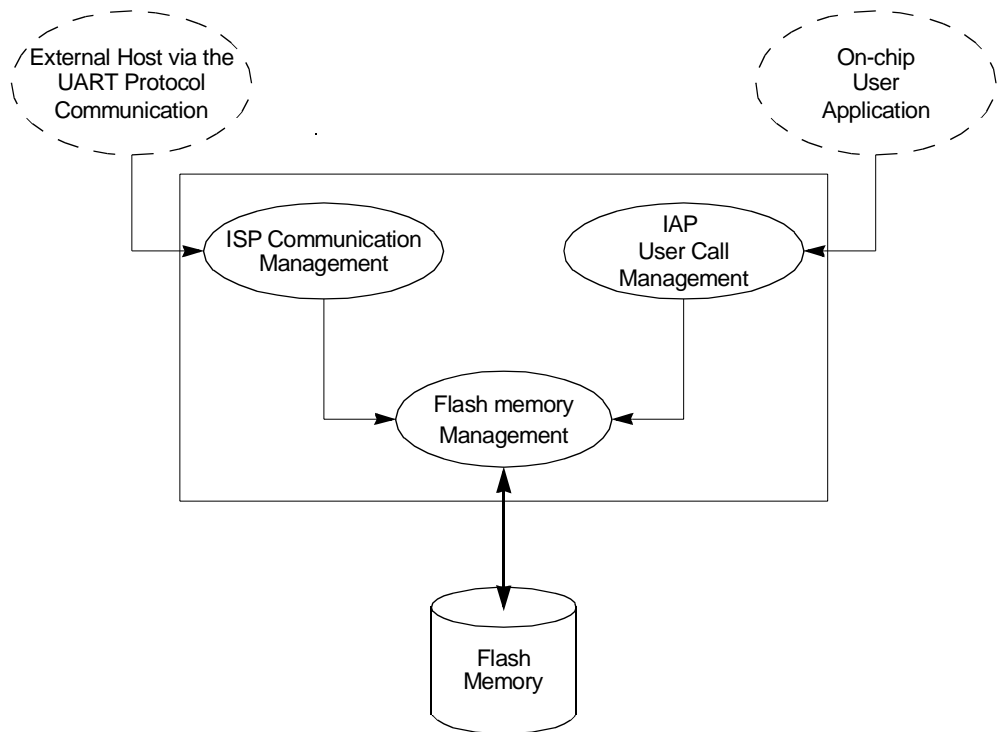 External Host via the
UART Protocol
Communication
On-chip
User
Application
ISP Communication
Management
IAP
User Call
Management
Flash memory
Management
Flash
Memory